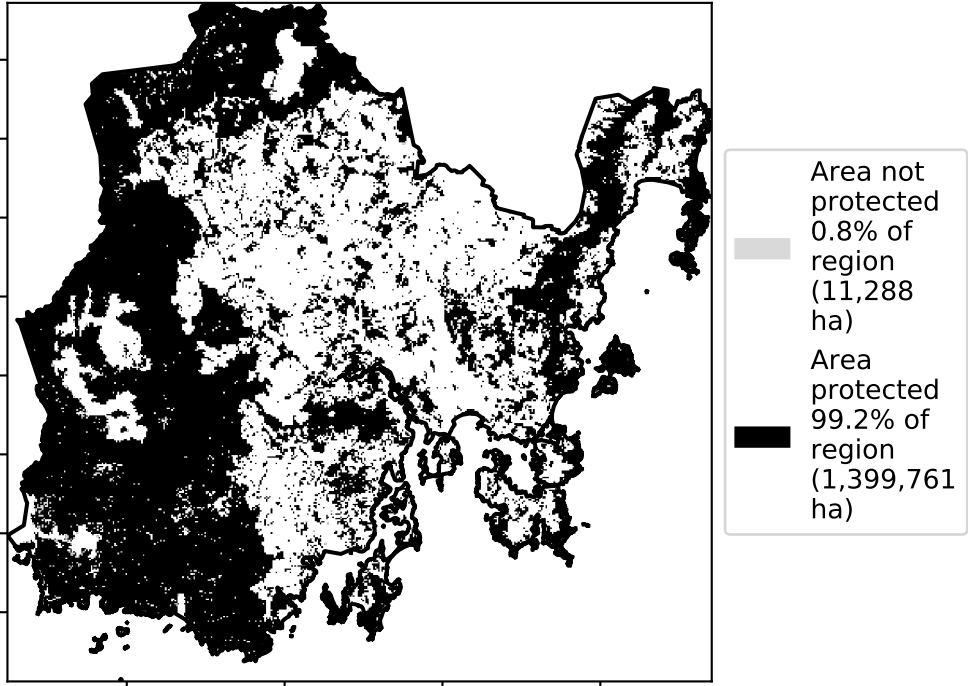 Area not
protected
0.8% of
region
(11,288
ha)
Area
protected
99.2% of
region
(1,399,761
ha)